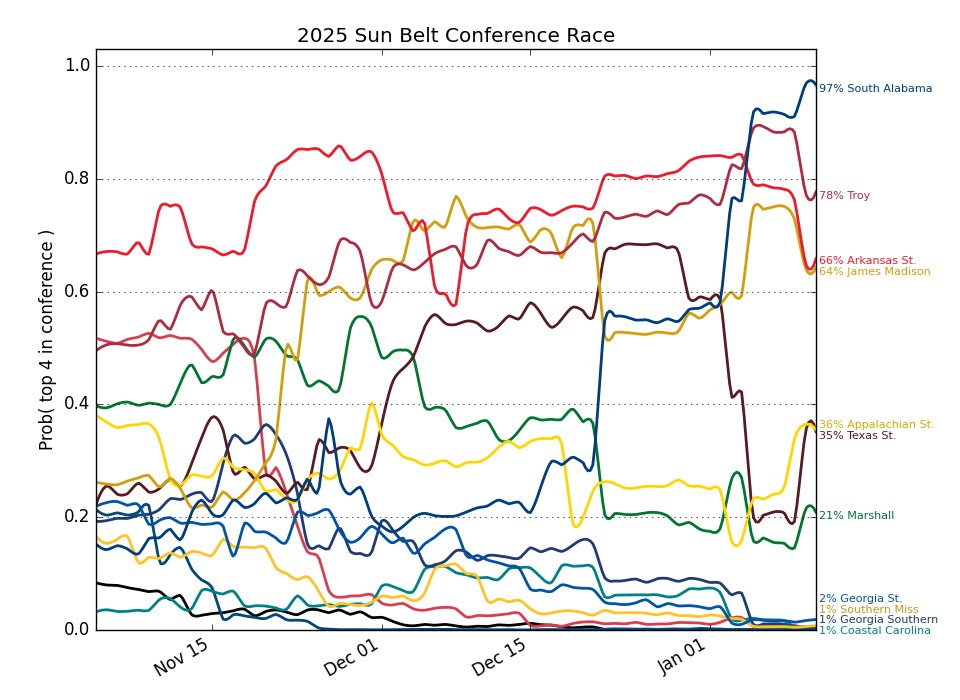 2025 Sun Belt Conference Race
1.0
0.8
0.6
0.4
0.2
0.0
Prob( top 4 in conference )
Nov 15
Dec 01
Dec 15
Jan 01
97% South Alabama
78% Troy
66% Arkansas St.
64% James Madison
36% Appalachian St.
35% Texas St.
21% Marshall
2% Georgia St.
1% Southern Miss
1% Georgia Southern
1% Coastal Carolina